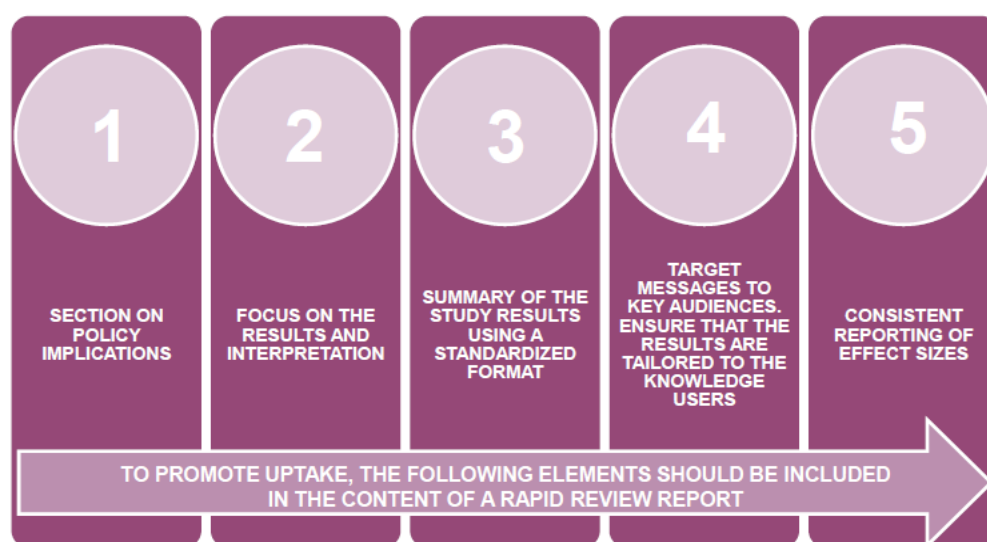 1
SECTION ON
POLICY
IMPLICATIONS
2
FOCUS ON THE
RESULTS AND
INTERPRETATION
3
SUMMARY OF THE
STUDY RESULTS
USING A
STANDARDIZED
FORMAT
4
TARGET
MESSAGES TO
KEY AUDIENCES.
ENSURE THAT THE
RESULTS ARE
TAILORED TO THE
KNOWLEDGE
USERS
5
CONSISTENT
REPORTING OF
EFFECT SIZES
TO PROMOTE UPTAKE, THE FOLLOWING ELEMENTS SHOULD BE INCLUDED
IN THE CONTENT OF A RAPID REVIEW REPORT